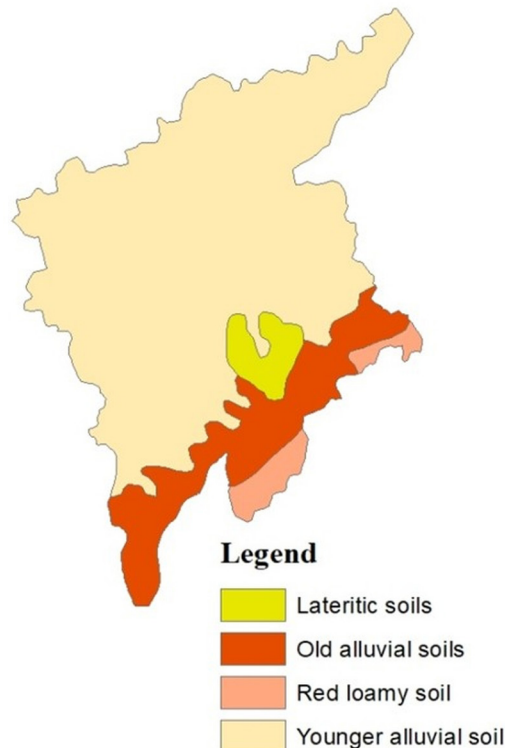 Legend
Lateritic soils
Old alluvial soils
Red loamy soil
Younger alluvial soil